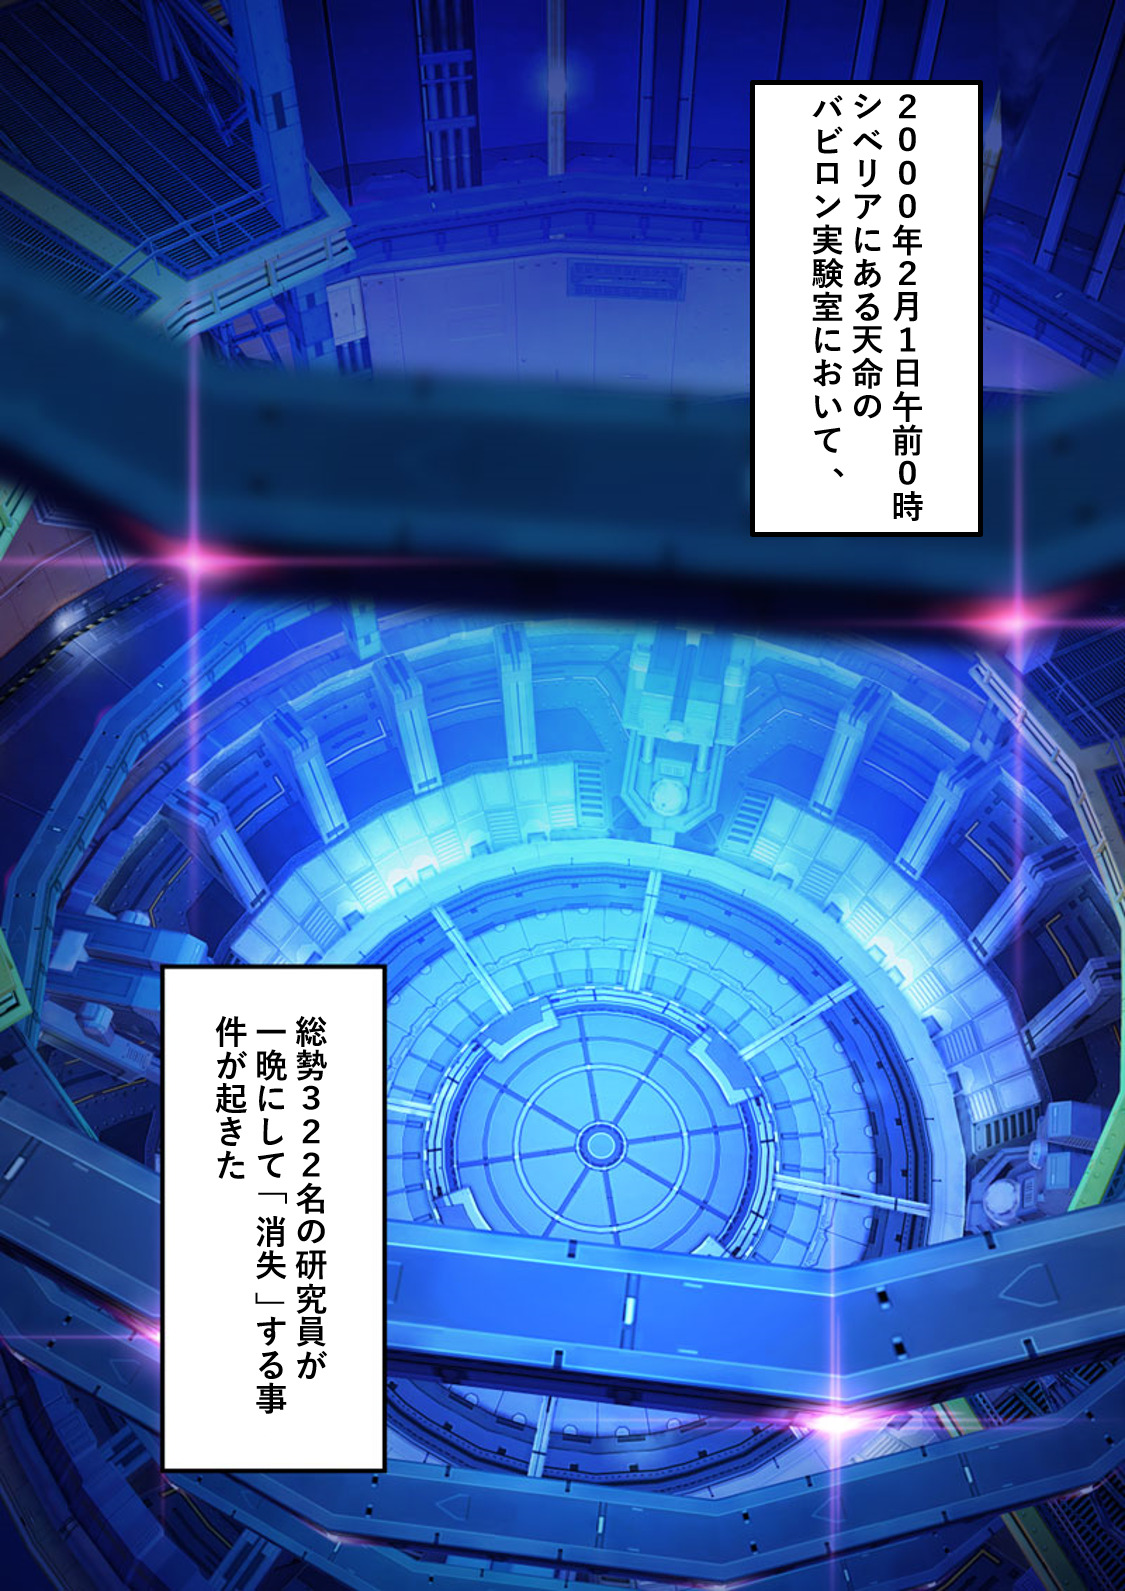 2000年2月1日午前0時
シベリアにある天命の
バビロン実験室において、
総勢322名の研究員が
一晩にして「消失」する事
件が起きた